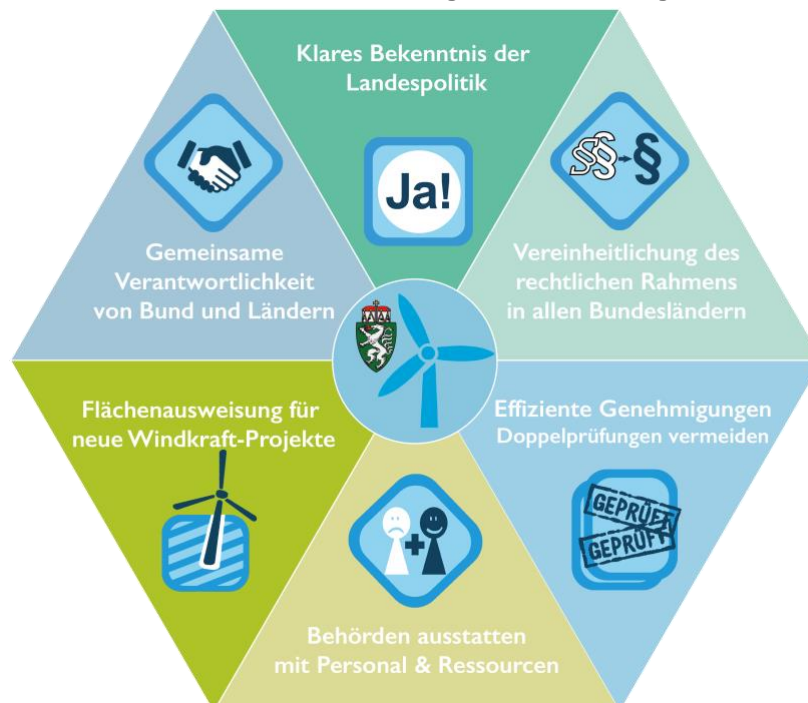 Klares Bekenntnis der
Landespolitik
Ja!
Gemeinsame
Verantwortlichkeit
von Bund und Ländern
§§§→§
Vereinheitlichung des
rechtlichen Rahmens
in allen Bundesländern
Flächenausweisung für
neue Windkraft-Projekte
Effiziente Genehmigungen
Doppelprüfungen vermeiden
GEPRÜFT
GEPRÜFT
+
Behörden ausstatten
mit Personal & Ressourcen